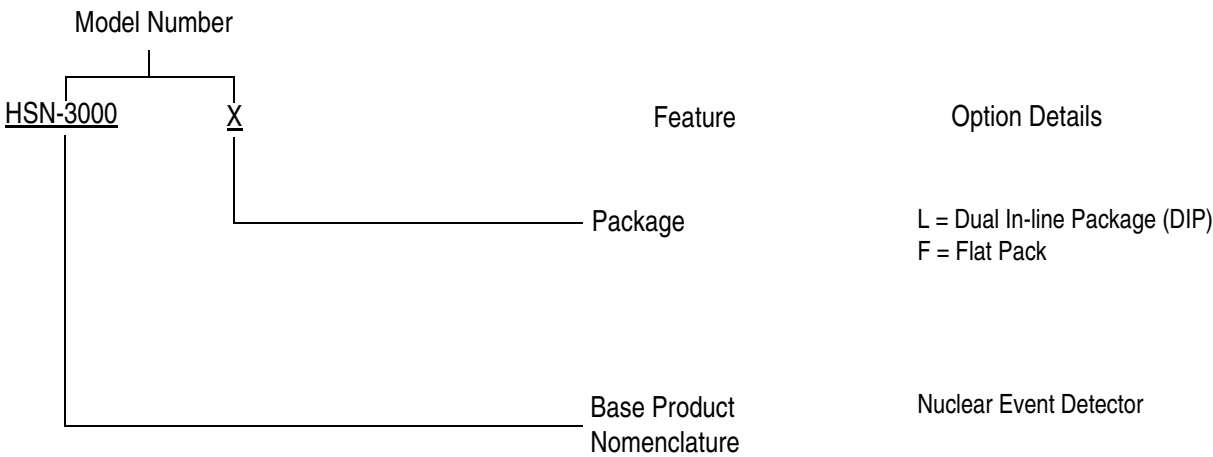 Model Number
HSN-3000 X Feature Option Details
Package L = Dual In-line Package (DIP)
F = Flat Pack
Base Product Nuclear Event Detector
Nomenclature